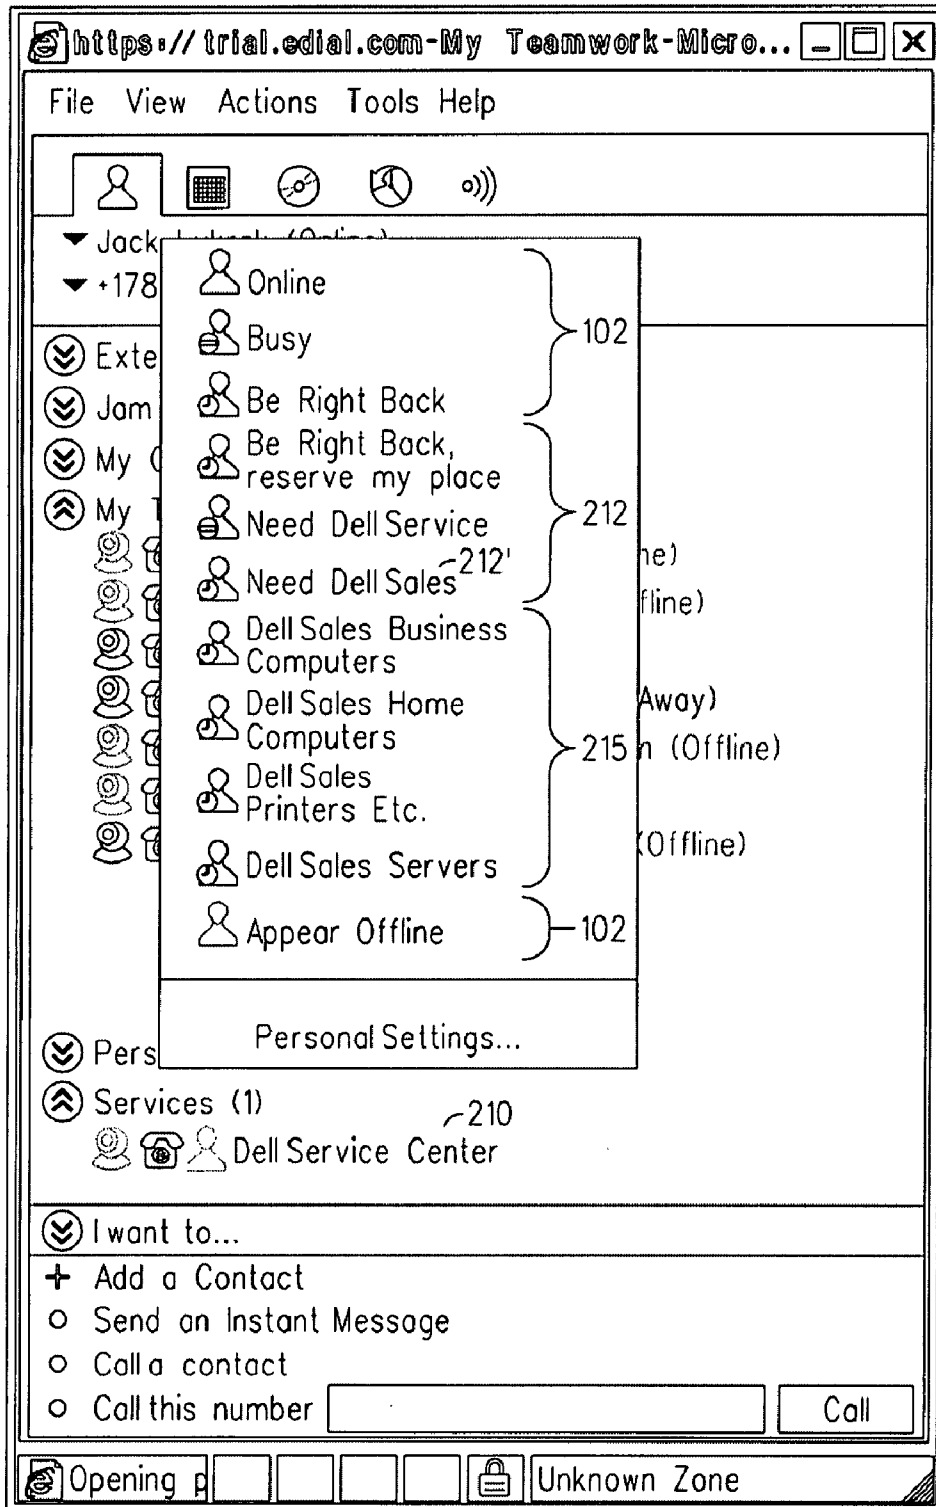 https://trial.edial.com-My Teamwork-Micro...
File View Actions Tools Help
Jack
+178
Online
Busy
102
Be Right Back
Exte
Jam
Be Right Back,
reserve my place
My
212
My
Need Dell Service
ne)
Need Dell Sales 212'
fline)
Dell Sales Business
Computers
Dell Sales Home
Computers
Away)
215
n (Offline)
Dell Sales
Printers Etc.
(Offline)
Dell Sales Servers
Appear Offline
102
Personal Settings...
Pers
Services (1)
210
Dell Service Center
I want to...
+ Add a Contact
Send an Instant Message
Call a contact
Call this number
Call
Opening p
Unknown Zone